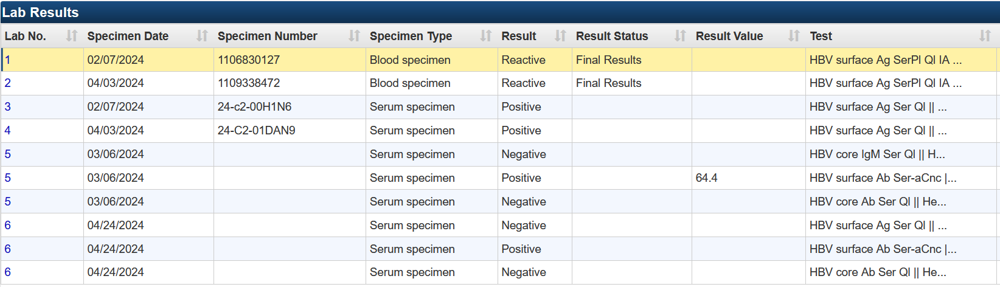 Lab Results
Lab No. Specimen Date Specimen Number Specimen Type Result Result Status Result Value Test
1 02/07/2024 1106830127 Blood specimen Reactive Final Results HBV surface Ag SerPl Ql IA ...
2 04/03/2024 1109338472 Blood specimen Reactive Final Results HBV surface Ag SerPl Ql IA ...
3 02/07/2024 24-c2-00H1N6 Serum specimen Positive HBV surface Ag Ser Ql || ...
4 04/03/2024 24-C2-01DAN9 Serum specimen Positive HBV surface Ag Ser Ql || ...
5 03/06/2024 Serum specimen Negative HBV core IgM Ser Ql || H...
5 03/06/2024 Serum specimen Positive 64.4 HBV surface Ab Ser-aCnc |...
5 03/06/2024 Serum specimen Negative HBV core Ab Ser Ql || He...
6 04/24/2024 Serum specimen Negative HBV surface Ag Ser Ql || ...
6 04/24/2024 Serum specimen Positive HBV surface Ab Ser-aCnc |...
6 04/24/2024 Serum specimen Negative HBV core Ab Ser Ql || He...